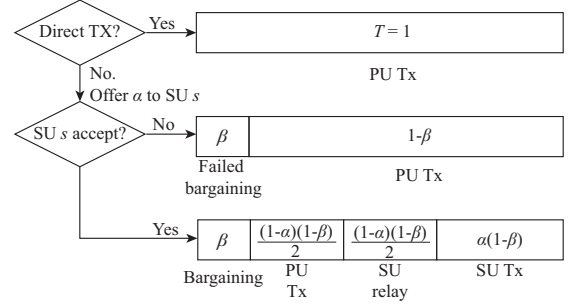 Direct TX?
Yes
T = 1
PU Tx
No.
Offer α to SU s
SU s accept?
No
β
1-β
Failed
bargaining
PU Tx
Yes
β
(1-α)(1-β)
2
(1-α)(1-β)
2
α(1-β)
Bargaining
PU
Tx
SU
relay
SU Tx